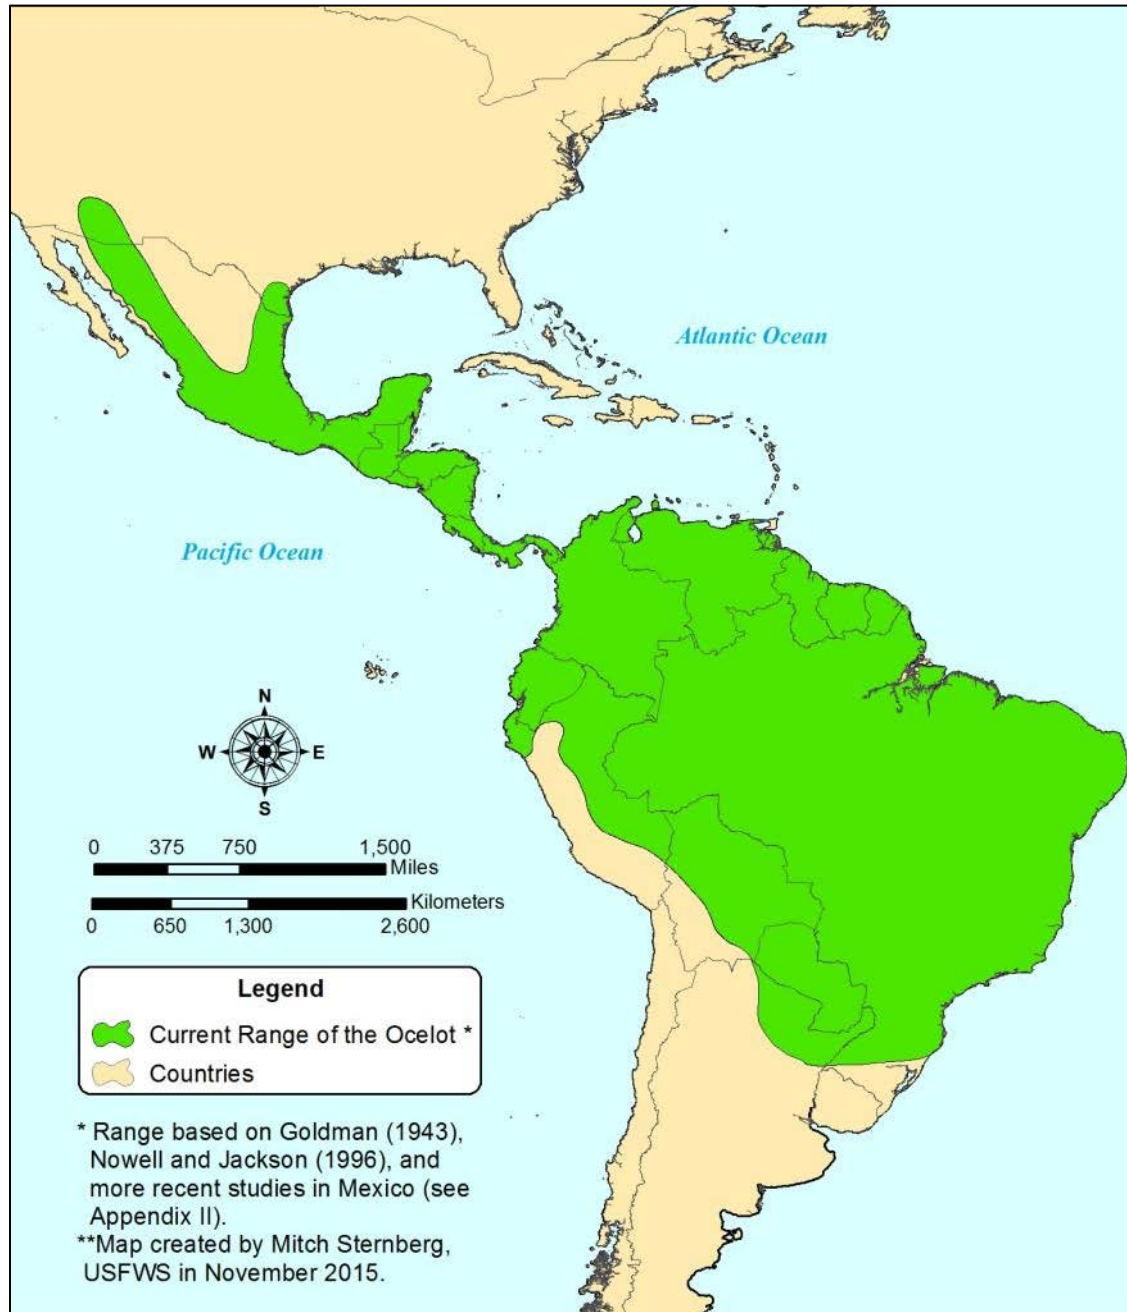 Atlantic Ocean
Pacific Ocean
N
W E
S
0 375 750 1,500
Miles
Kilometers
0 650 1,300 2,600
Legend
Current Range of the Ocelot *
Countries
* Range based on Goldman (1943),
Nowell and Jackson (1996), and
more recent studies in Mexico (see
Appendix II).
**Map created by Mitch Sternberg,
USFWS in November 2015.